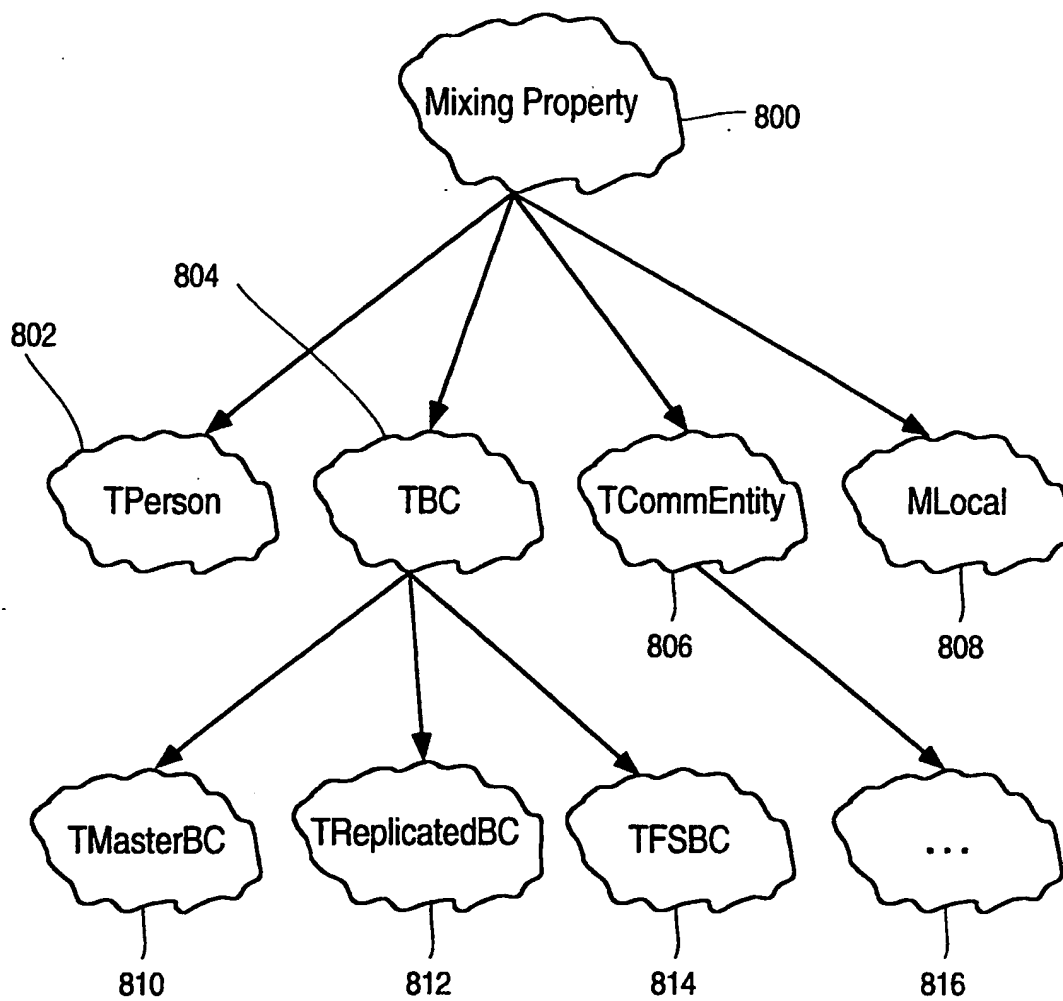 Mixing Property
800
804
802
TPerson
TBC
TCommEntity
MLocal
806
808
TMasterBC
TReplicatedBC
TFSBC
...
810
812
814
816